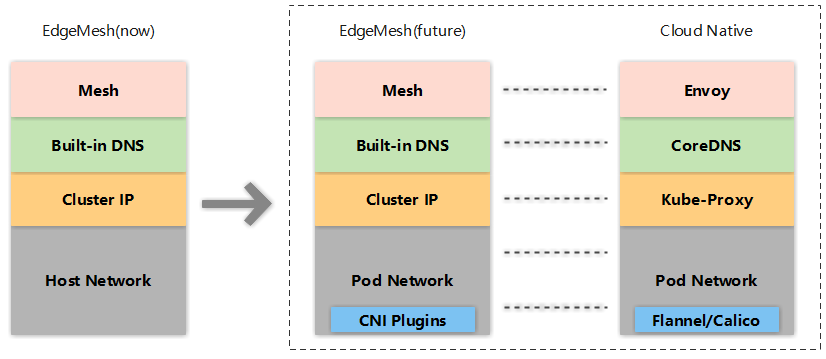 EdgeMesh(now)
Mesh
Built-in DNS
Cluster IP
Host Network
EdgeMesh(future)
Mesh
Built-in DNS
Cluster IP
Pod Network
CNI Plugins
Cloud Native
Envoy
CoreDNS
Kube-Proxy
Pod Network
Flannel/Calico